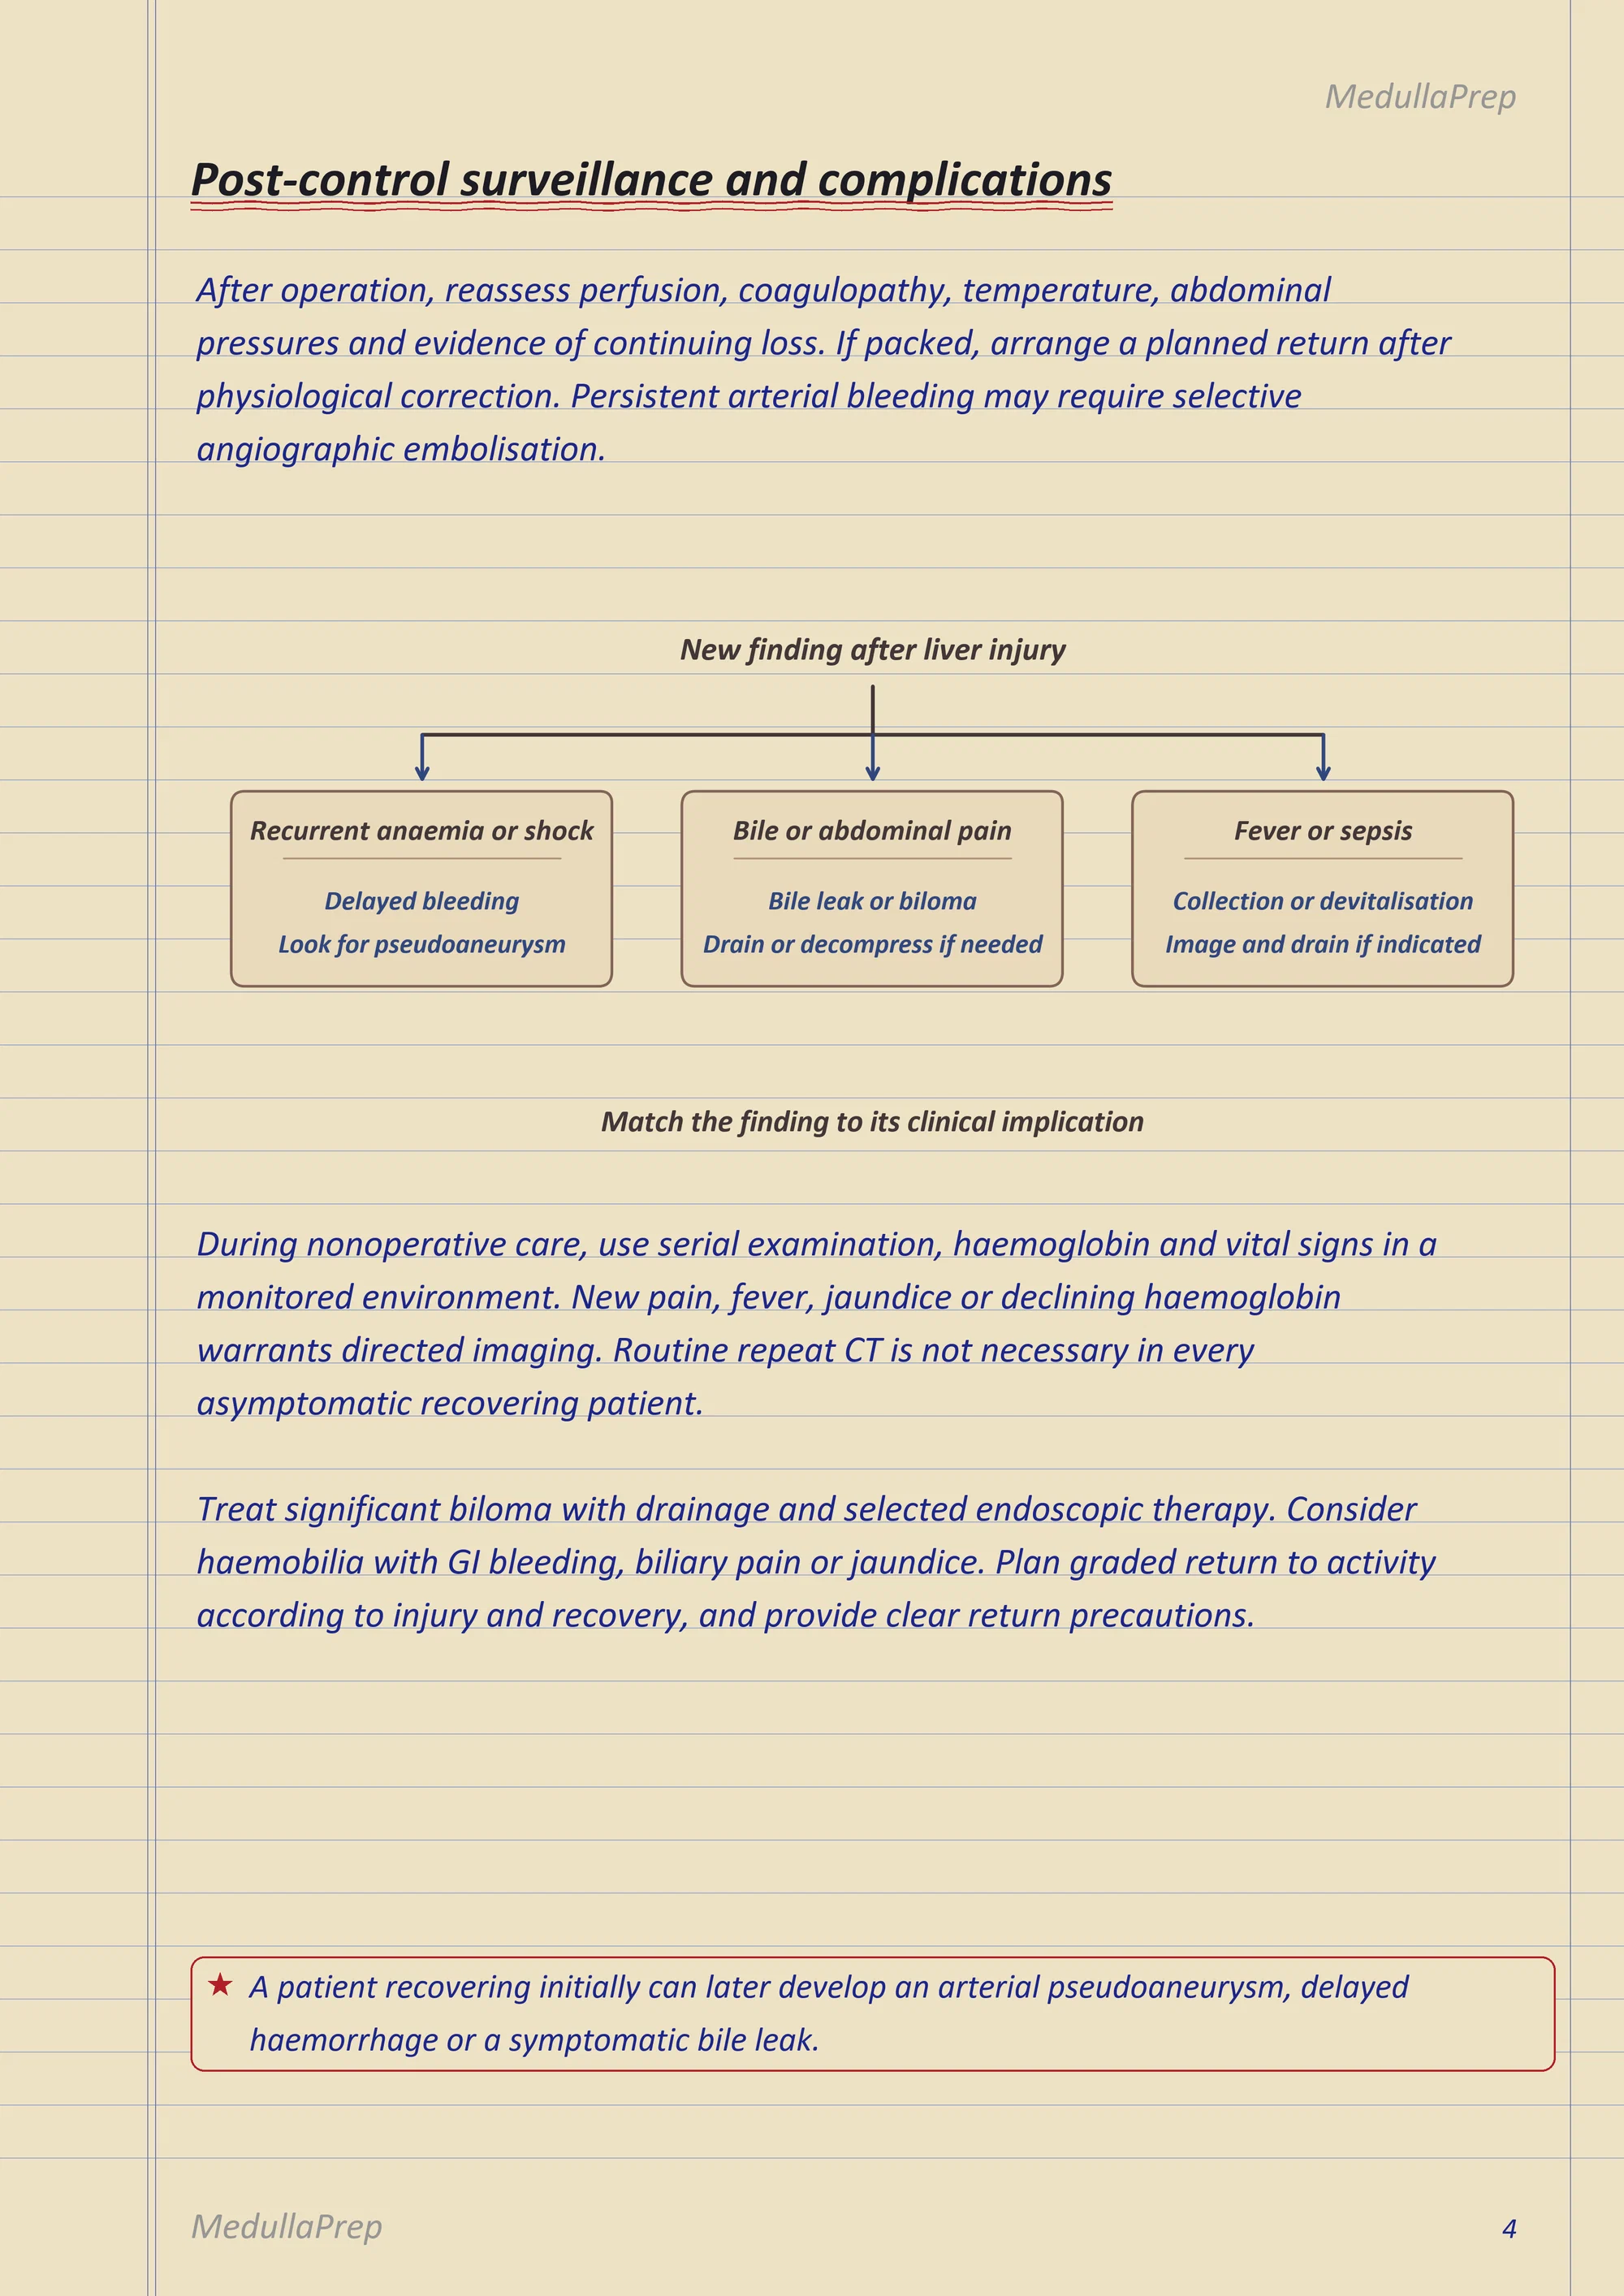 MedullaPrep
Post-control surveillance and complications
After operation, reassess perfusion, coagulopathy, temperature, abdominal
pressures and evidence of continuing loss. If packed, arrange a planned return after
physiological correction. Persistent arterial bleeding may require selective
angiographic embolisation.
New finding after liver injury
Recurrent anaemia or shock
Delayed bleeding
Look for pseudoaneurysm
Bile or abdominal pain
Bile leak or biloma
Drain or decompress if needed
Fever or sepsis
Collection or devitalisation
Image and drain if indicated
Match the finding to its clinical implication
During nonoperative care, use serial examination, haemoglobin and vital signs in a
monitored environment. New pain, fever, jaundice or declining haemoglobin
warrants directed imaging. Routine repeat CT is not necessary in every
asymptomatic recovering patient.
Treat significant biloma with drainage and selected endoscopic therapy. Consider
haemobilia with GI bleeding, biliary pain or jaundice. Plan graded return to activity
according to injury and recovery, and provide clear return precautions.
★ A patient recovering initially can later develop an arterial pseudoaneurysm, delayed
haemorrhage or a symptomatic bile leak.
MedullaPrep
4